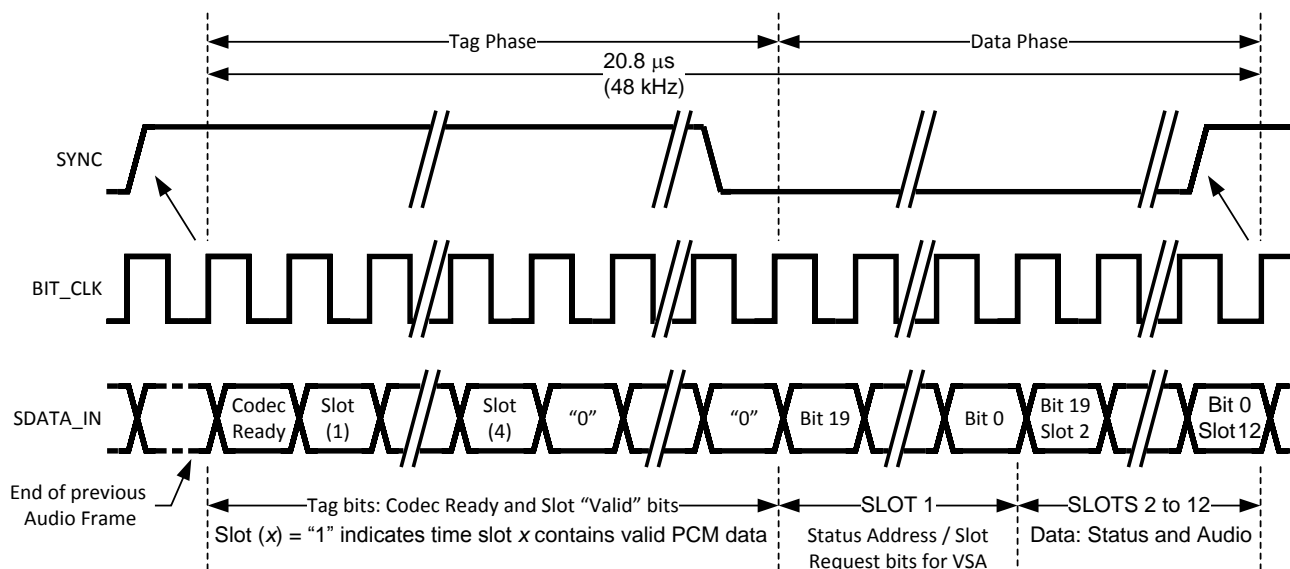 Tag Phase
Data Phase
20.8 μs
(48 kHz)
SYNC
BIT_CLK
SDATA_IN
Codec
Ready
Slot
(1)
Slot
(4)
“0”
“0”
Bit 19
Bit 0
Bit 19
Slot 2
Bit 0
Slot12
End of previous
Audio Frame
Tag bits: Codec Ready and Slot “Valid” bits
Slot (x) = “1” indicates time slot x contains valid PCM data
SLOT 1
Status Address / Slot
Request bits for VSA
SLOTS 2 to 12
Data: Status and Audio